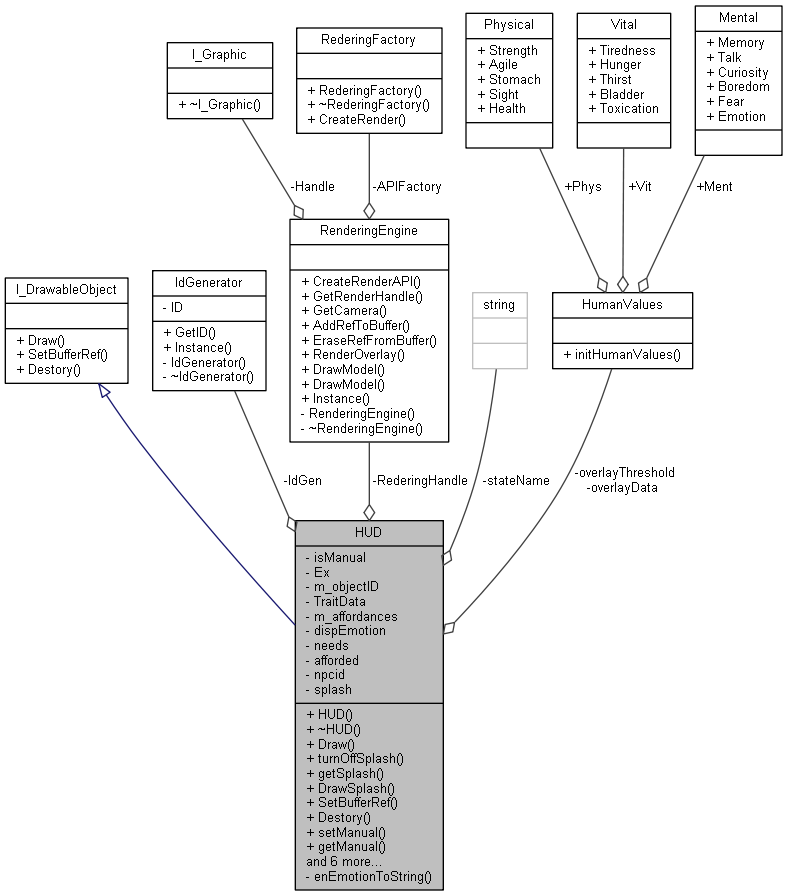 Physical
+ Strength
+ Agile
+ Stomach
+ Sight
+ Health
Vital
+ Tiredness
+ Hunger
+ Thirst
+ Bladder
+ Toxication
Mental
+ Memory
+ Talk
+ Curiosity
+ Boredom
+ Fear
+ Emotion
I_Graphic
+ ~I_Graphic()
RederingFactory
+ RederingFactory()
+ ~RederingFactory()
+ CreateRender()
-Handle
-APIFactory
+Phys
+Vit
+Ment
RenderingEngine
+ CreateRenderAPI()
+ GetRenderHandle()
+ GetCamera()
+ AddRefToBuffer()
+ EraseRefFromBuffer()
+ RenderOverlay()
+ DrawModel()
+ DrawModel()
+ Instance()
- RenderingEngine()
- ~RenderingEngine()
I_DrawableObject
+ Draw()
+ SetBufferRef()
+ Destory()
IdGenerator
- ID
+ GetID()
+ Instance()
- IdGenerator()
- ~IdGenerator()
string
HumanValues
+ initHumanValues()
-IdGen
-RederingHandle
-stateName
-overlayThreshold
-overlayData
HUD
- isManual
- Ex
- m_objectID
- TraitData
- m_affordances
- dispEmotion
- needs
- afforded
- npcid
- splash
+ HUD()
+ ~HUD()
+ Draw()
+ turnOffSplash()
+ getSplash()
+ DrawSplash()
+ SetBufferRef()
+ Destory()
+ setManual()
+ getManual()
and 6 more...
- enEmotionToString()